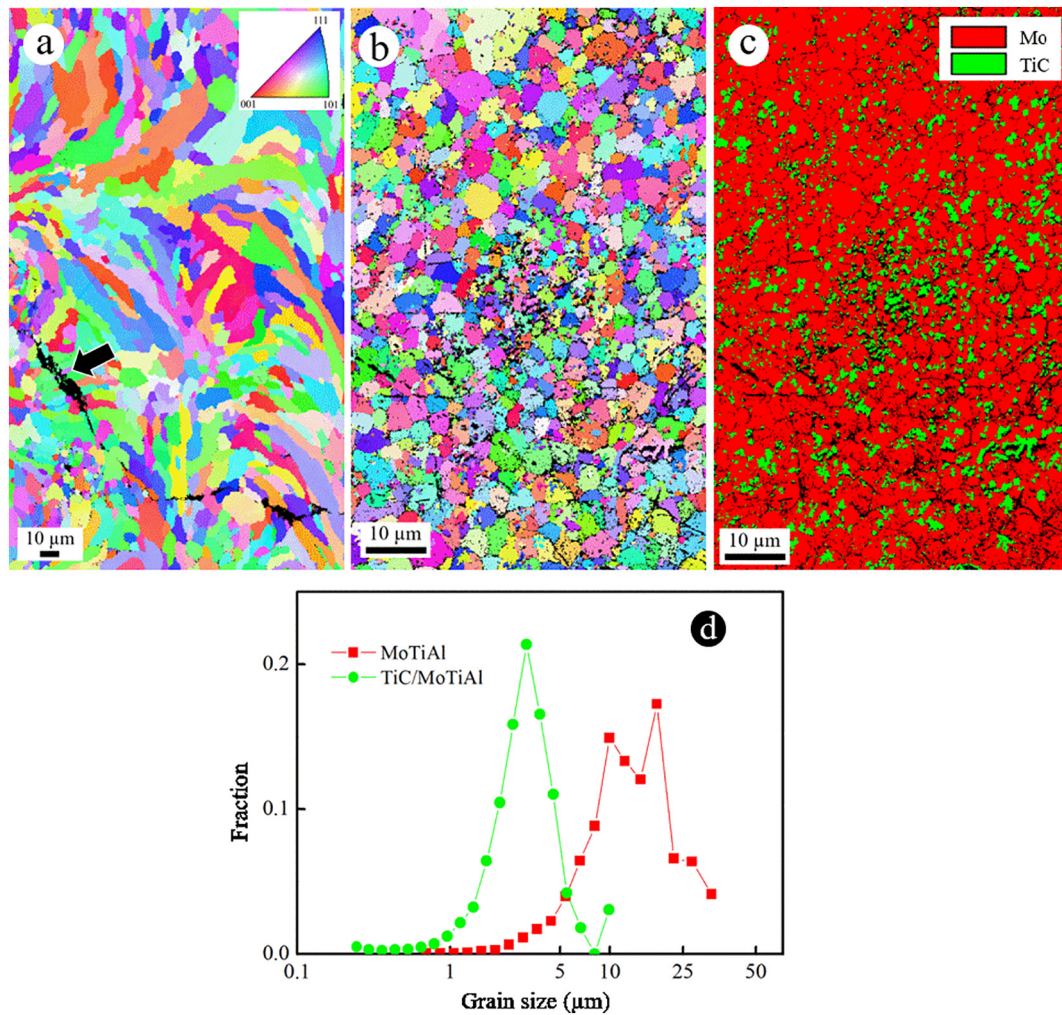 a
111
001
101
10 µm
b
10 µm
c
Mo
TiC
10 µm
d
MoTiAl
TiC/MoTiAl
0.2
0.1
0.0
Fraction
0.1
1
5
10
25
50
Grain size (µm)